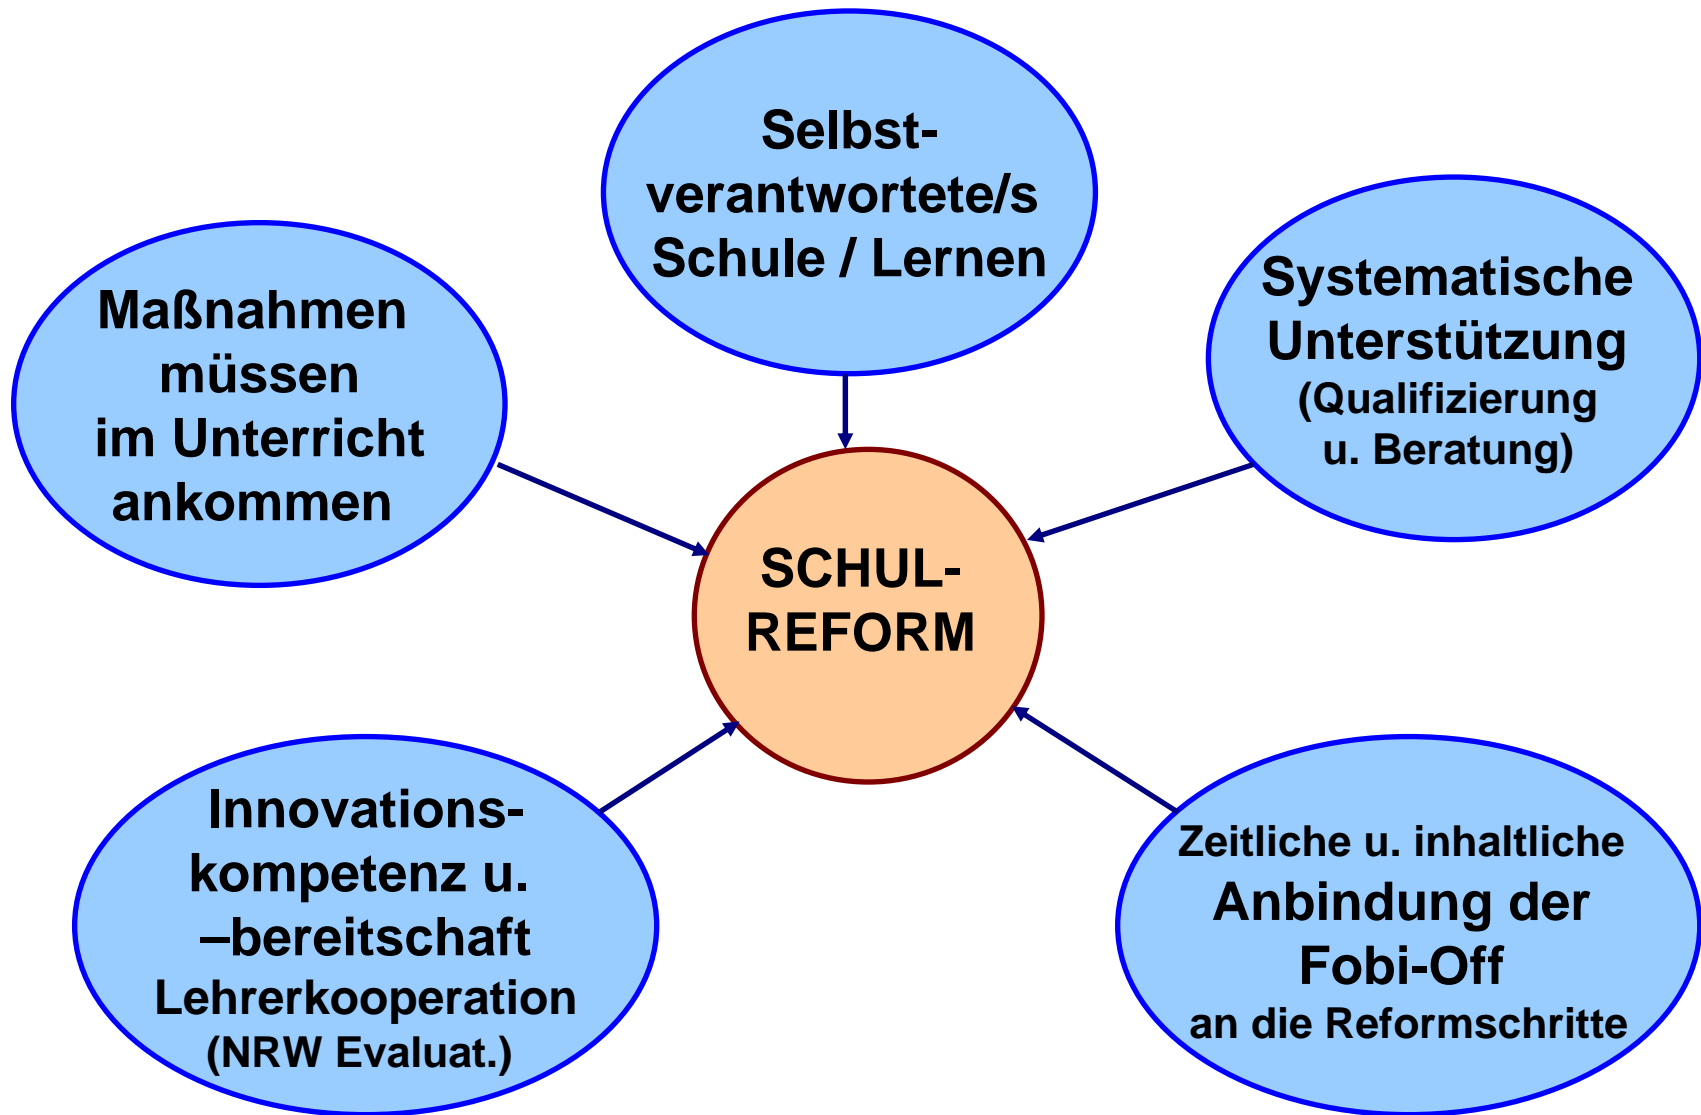 Selbst-
verantwortete/s
Schule / Lernen
Maßnahmen
müssen
im Unterricht
ankommen
Systematische
Unterstützung
(Qualifizierung
u. Beratung)
SCHUL-
REFORM
Innovations-
kompetenz u.
–bereitschaft
Lehrerkooperation
(NRW Evaluat.)
Zeitliche u. inhaltliche
Anbindung der
Fobi-Off
an die Reformschritte